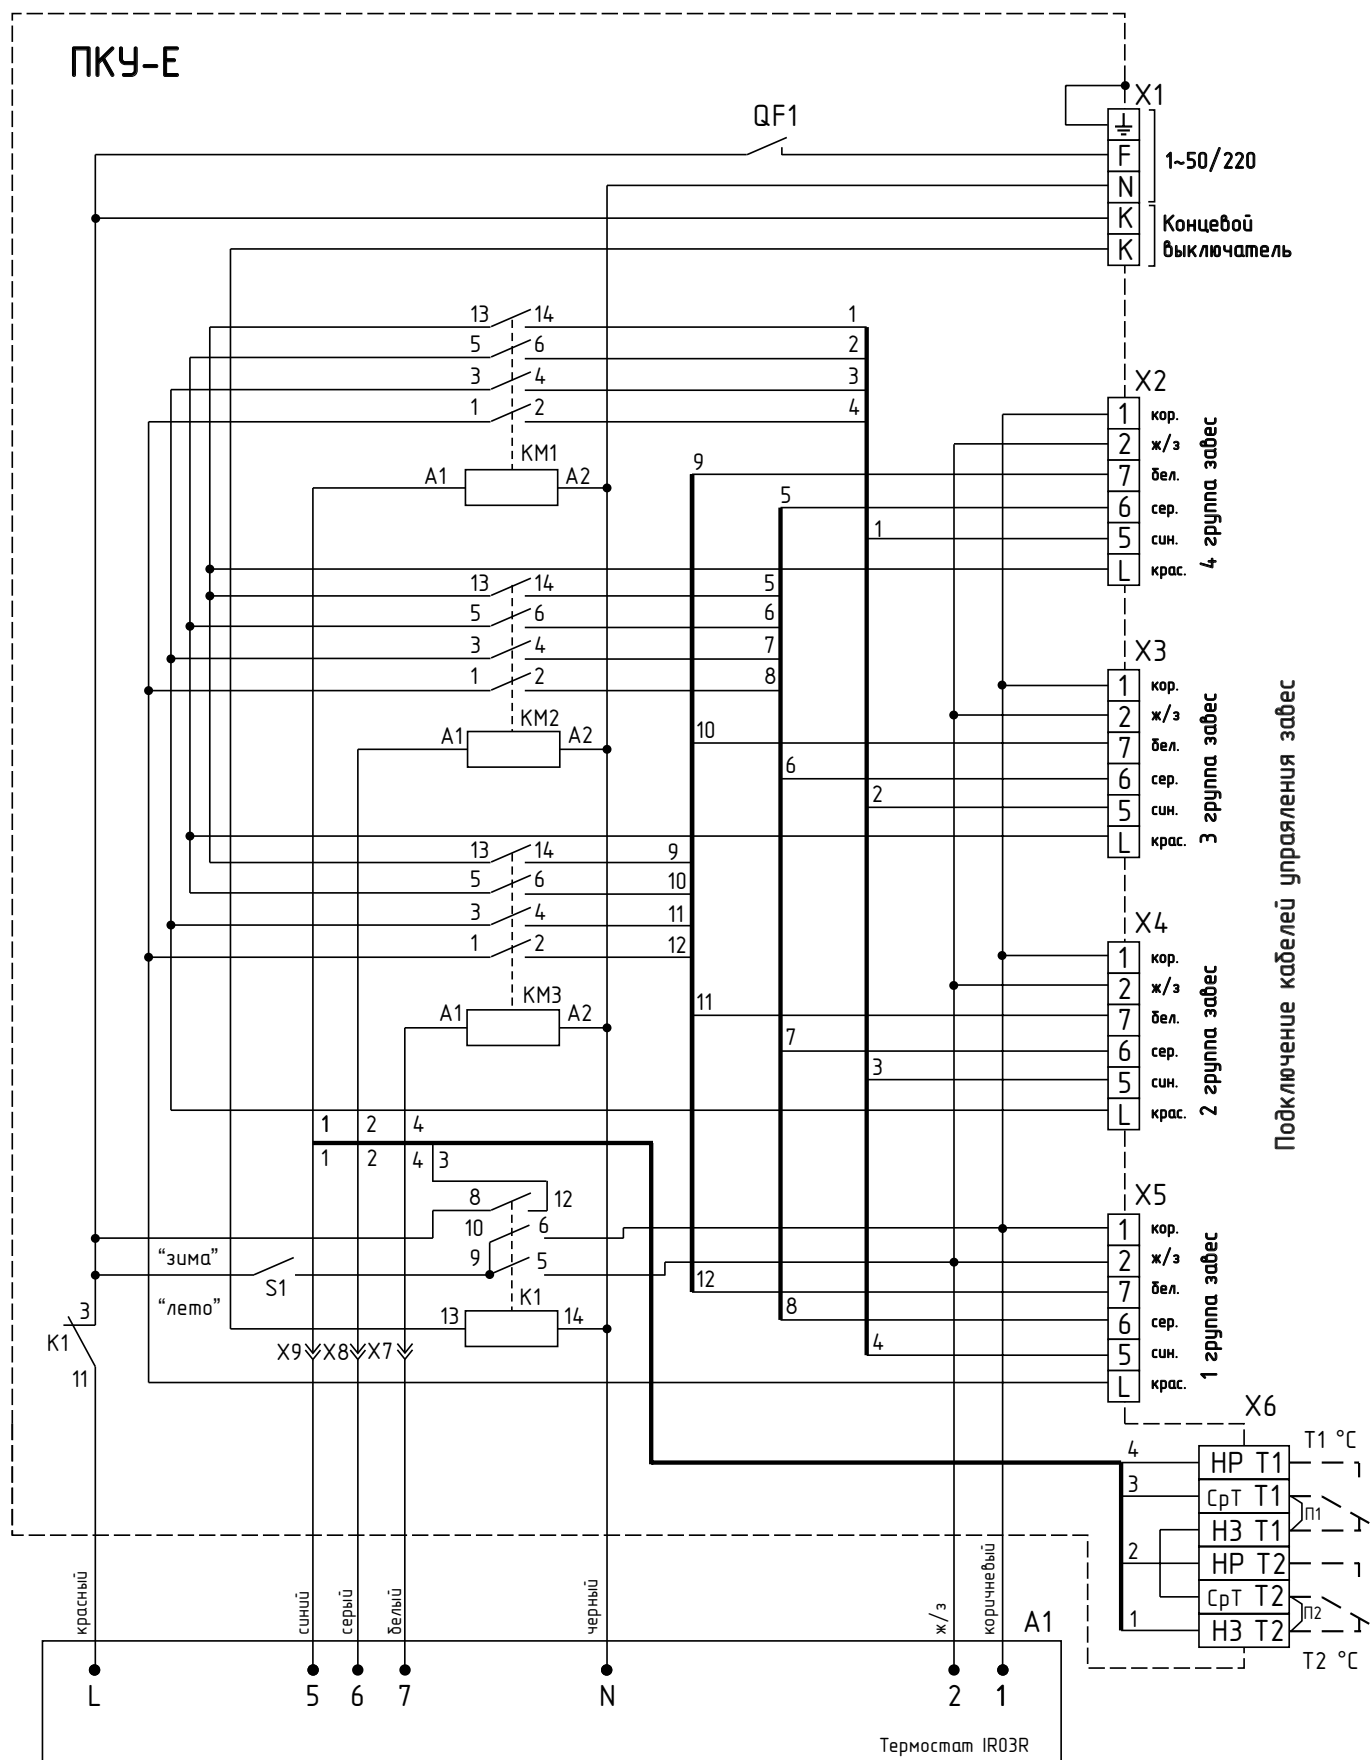 ПКУ-Е
QF1
X1
F
N
K
K
1~50/220
Концевой
выключатель
13 14 1
5 6 2
3 4 3
1 2 4
KM1
A1 A2
9
5
1
X2
1 кор.
2 ж/з
7 бел.
6 сер.
5 син.
L крас.
4 группа завес
13 14 5
5 6 6
3 4 7
1 2 8
KM2
A1 A2
10
6
2
X3
1 кор.
2 ж/з
7 бел.
6 сер.
5 син.
L крас.
3 группа завес
Подключение кабелей упраяления завес
13 14 9
5 6 10
3 4 11
1 2 12
KM3
A1 A2
11
7
3
X4
1 кор.
2 ж/з
7 бел.
6 сер.
5 син.
L крас.
2 группа завес
1 2 4
1 2 4 3
8 12
10 6
9 5
“зима”
S1
“лето”
K1
13 14
3
K1
11
X9 X8 X7
12
8
4
X5
1 кор.
2 ж/з
7 бел.
6 сер.
5 син.
L крас.
1 группа завес
X6
T1 °C
4 НР T1
3 СрТ T1
П1
НЗ T1
2 НР T2
СрТ T2
П2
1 НЗ T2
T2 °C
красный
синий
серый
белый
черный
ж/з
коричневый
A1
L 5 6 7 N 2 1
Термостат IR03R